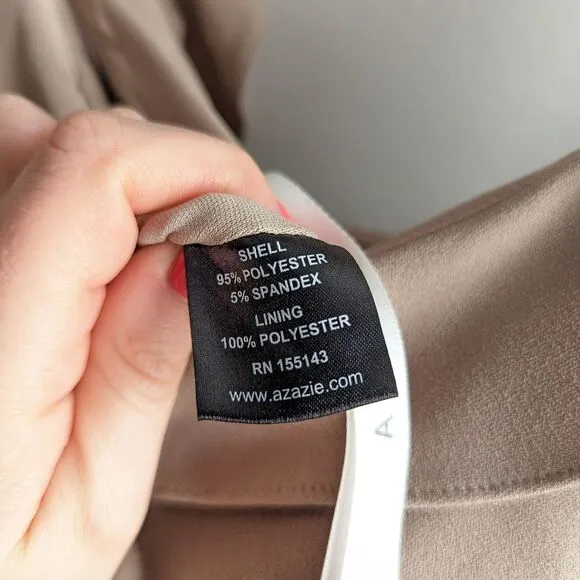 SHELL
95% POLYESTER
5% SPANDEX
LINING
100% POLYESTER
RN 155143
www.azazie.com
A